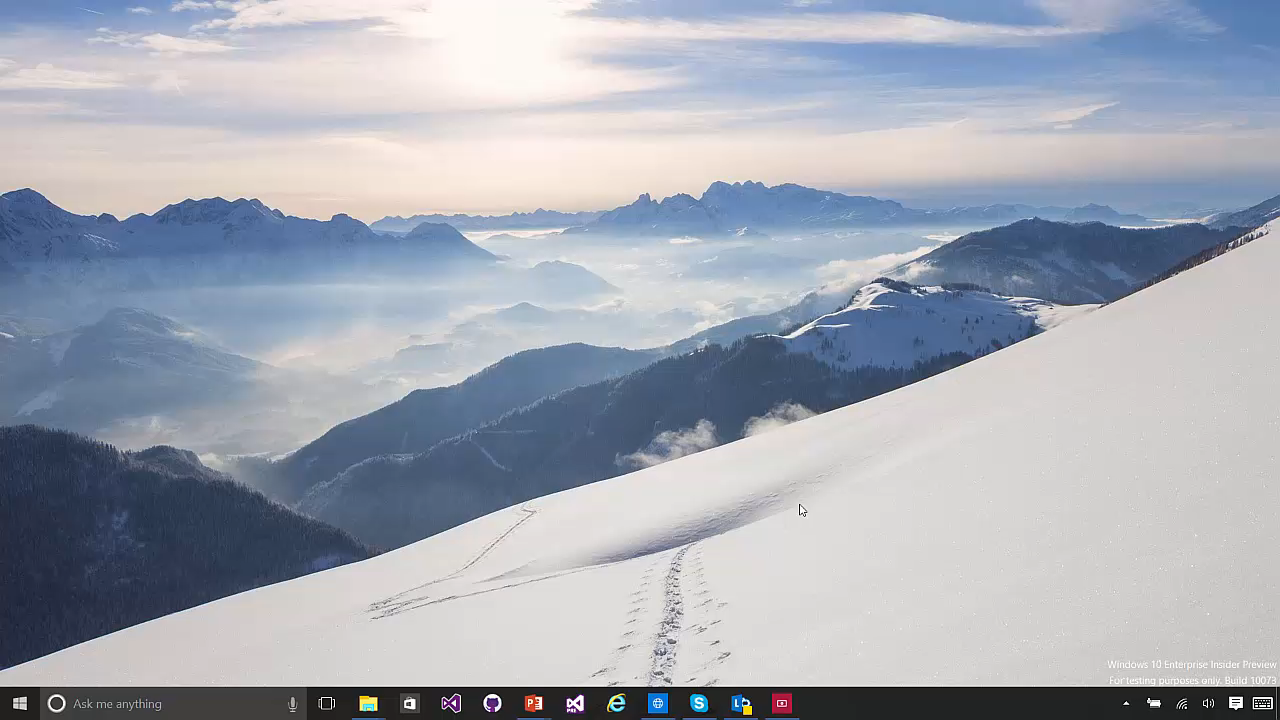 Windows 10 Enterprise Insider Preview
For testing purposes only. Build 10073
Ask me anything